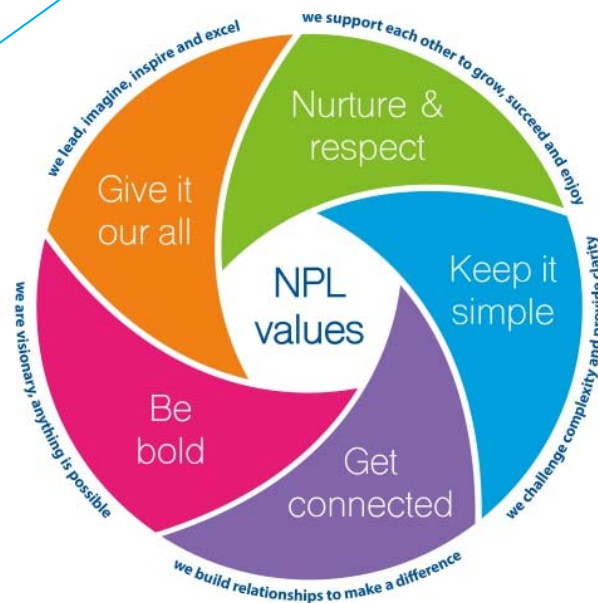 we support each other to grow, succeed and enjoy
Nurture &
respect
we challenge complexity and provide clarity
Keep it
simple
we build relationships to make a difference
Get
connected
we are visionary, anything is possible
Be
bold
we lead, imagine, inspire and excel
Give it
our all
NPL
values